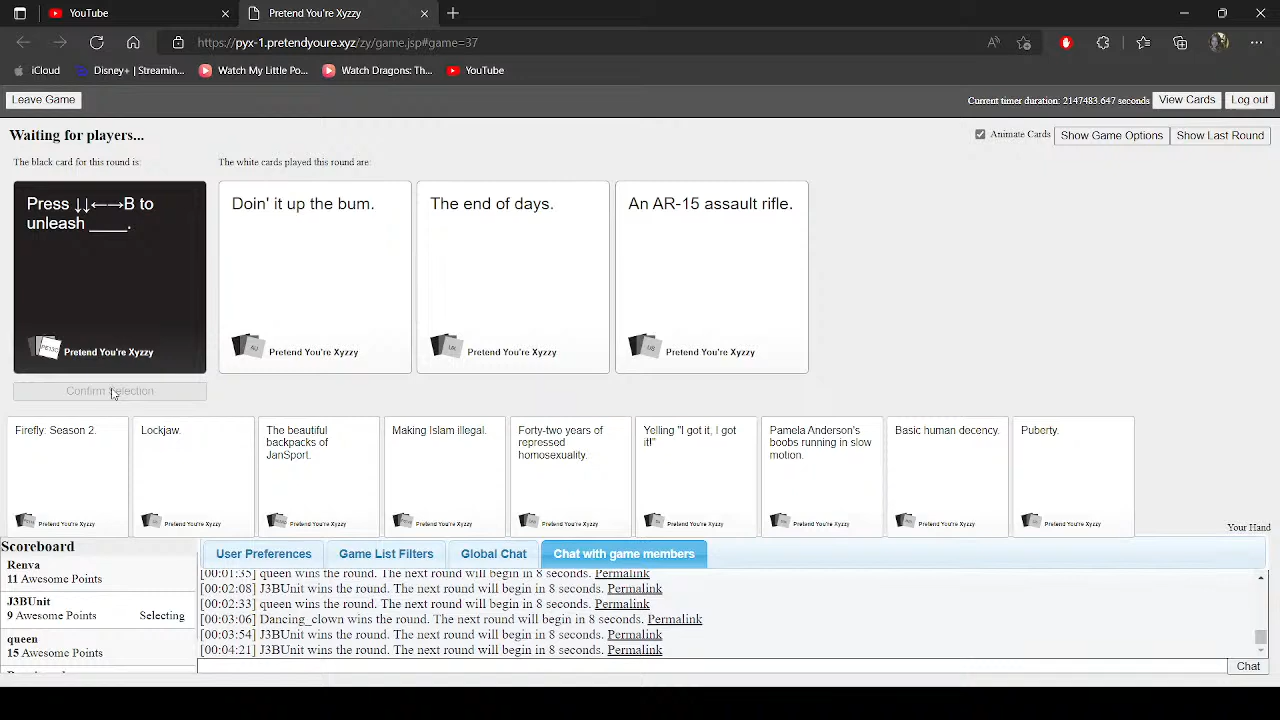 YouTube
Pretend You're Xyzzy
https://pyx-1.pretendyoure.xyz/zy/game.jsp#game=37
iCloud
Disney+ | Streamin...
Watch My Little Po...
Watch Dragons: Th...
YouTube
Leave Game
Current timer duration: 2147483.647 seconds
View Cards
Log out
Waiting for players...
Animate Cards
Show Game Options
Show Last Round
The black card for this round is:
The white cards played this round are:
Press ↓↓←→B to
unleash ____.
Pretend You're Xyzzy
Doin' it up the bum.
AU
Pretend You're Xyzzy
The end of days.
UK
Pretend You're Xyzzy
An AR-15 assault rifle.
US
Pretend You're Xyzzy
Confirm Selection
Firefly: Season 2.
Pretend You're Xyzzy
Lockjaw.
Pretend You're Xyzzy
The beautiful
backpacks of
JanSport.
Pretend You're Xyzzy
Making Islam illegal.
Pretend You're Xyzzy
Forty-two years of
repressed
homosexuality.
Pretend You're Xyzzy
Yelling "I got it, I got
it!"
Pretend You're Xyzzy
Pamela Anderson's
boobs running in slow
motion.
Pretend You're Xyzzy
Basic human decency.
Pretend You're Xyzzy
Puberty.
Pretend You're Xyzzy
Your Hand
Scoreboard
Renva
11 Awesome Points
J3BUnit
9 Awesome Points
Selecting
queen
15 Awesome Points
User Preferences
Game List Filters
Global Chat
Chat with game members
[00:01:35] queen wins the round. The next round will begin in 8 seconds. Permalink
[00:02:08] J3BUnit wins the round. The next round will begin in 8 seconds. Permalink
[00:02:33] queen wins the round. The next round will begin in 8 seconds. Permalink
[00:03:06] Dancing_clown wins the round. The next round will begin in 8 seconds. Permalink
[00:03:54] J3BUnit wins the round. The next round will begin in 8 seconds. Permalink
[00:04:21] J3BUnit wins the round. The next round will begin in 8 seconds. Permalink
Chat